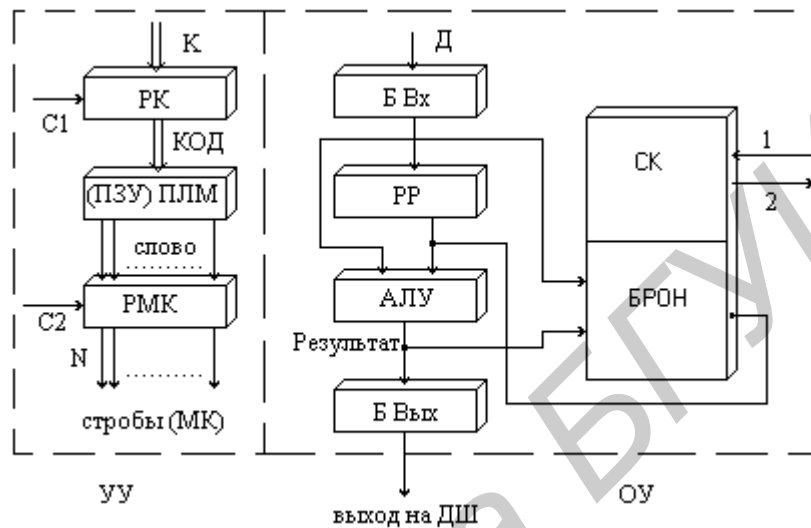 К
РК
С1
КОД
(ПЗУ) ПЛМ
слово
РМК
С2
N
стробы (МК)
УУ
Д
Б Вх
РР
АЛУ
Результат
Б Вых
выход на ДШ
СК
1
2
БРОН
ОУ
а БГУ